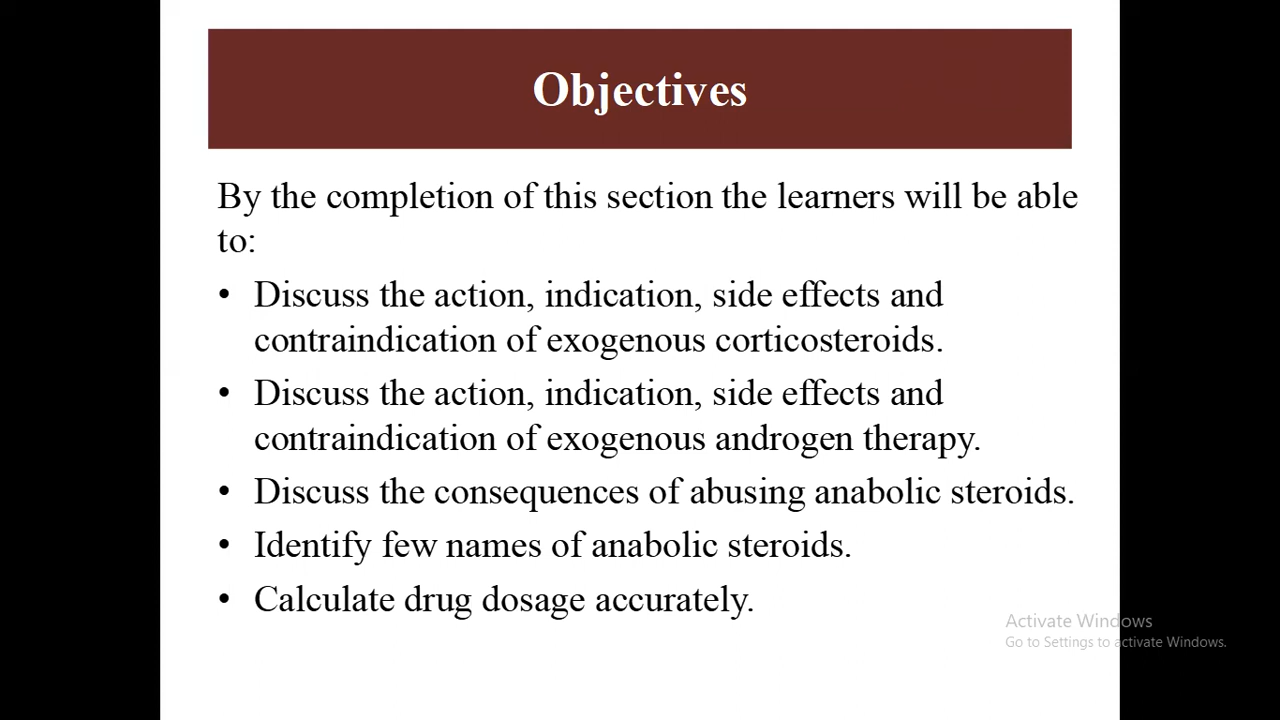 Objectives
By the completion of this section the learners will be able
to:
• Discuss the action, indication, side effects and
contraindication of exogenous corticosteroids.
• Discuss the action, indication, side effects and
contraindication of exogenous androgen therapy.
• Discuss the consequences of abusing anabolic steroids.
• Identify few names of anabolic steroids.
• Calculate drug dosage accurately.
Activate Windows
Go to Settings to activate Windows.